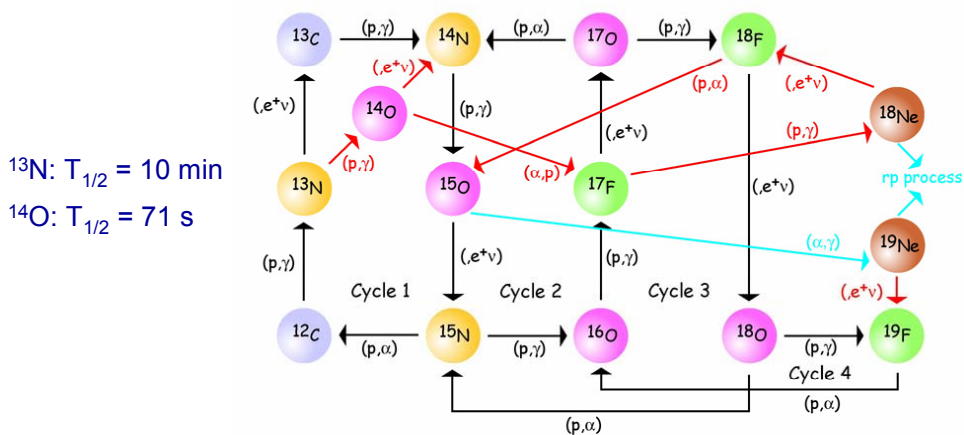 ¹³C (p,γ) ¹⁴N (p,α) ¹⁷O (p,γ) ¹⁸F
(,e⁺ν) (p,α) (,e⁺ν)
(,e⁺ν) ¹⁴O (p,γ) (,e⁺ν) (p,γ) ¹⁸Ne
(p,γ) (α,p) rp process
¹³N: T₁/₂ = 10 min
¹³N ¹⁵O ¹⁷F (,e⁺ν)
¹⁴O: T₁/₂ = 71 s
(α,γ) ¹⁹Ne
(p,γ) (,e⁺ν) (p,γ)
Cycle 1 Cycle 2 Cycle 3 (,e⁺ν)
¹²C ¹⁵N ¹⁶O ¹⁸O ¹⁹F
(p,α) (p,γ) (p,γ)
Cycle 4
(p,α)
(p,α)